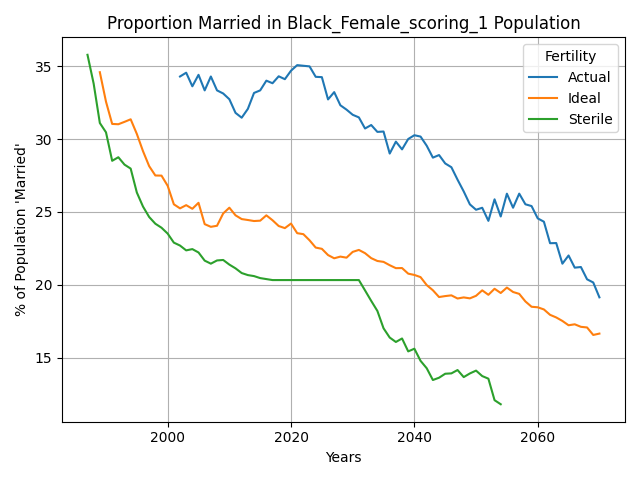 Proportion Married in Black_Female_scoring_1 Population
Fertility
Actual
Ideal
Sterile
% of Population 'Married'
35
30
25
20
15
2000
2020
2040
2060
Years